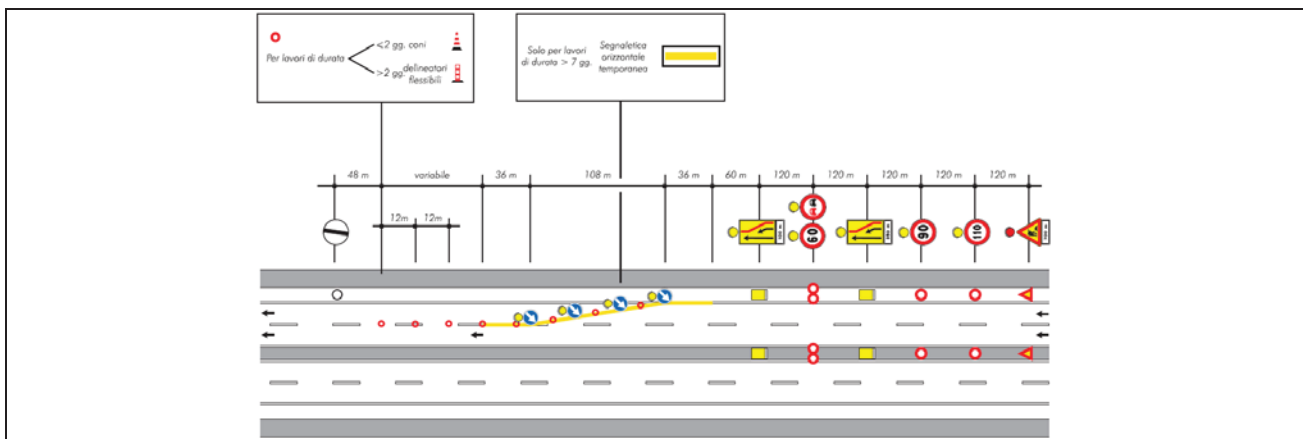 Per lavori di durata
<2 gg. coni
>2 gg. delineatori
flessibili
Solo per lavori
di durata > 7 gg.
Segnaletica
orizzontale
temporanea
48 m variabile 36 m 108 m 36 m 60 m 120 m 120 m 120 m 120 m 120 m
12m 12m
60
90
110